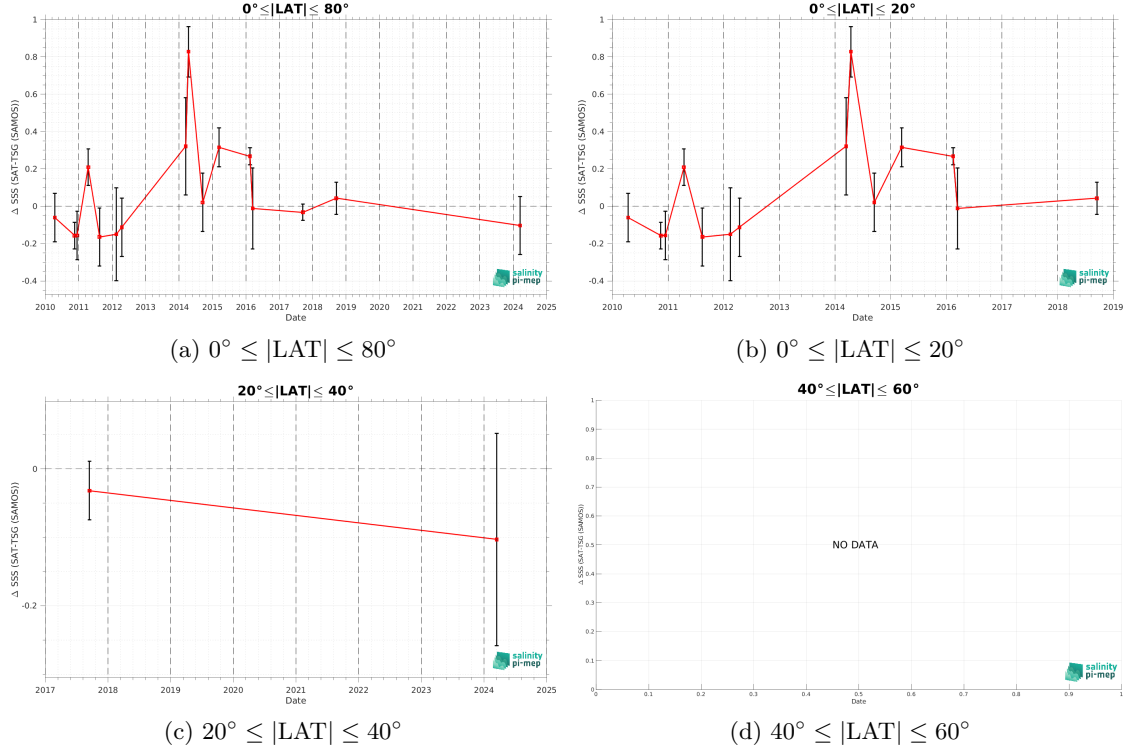 0°≤|LAT|≤ 80°
Δ SSS (SAT-TSG (SAMOS))
1
0.8
0.6
0.4
0.2
0
-0.2
-0.4
2010 2011 2012 2013 2014 2015 2016 2017 2018 2019 2020 2021 2022 2023 2024 2025
Date
salinity
pi-mep
(a) 0° ≤ |LAT| ≤ 80°
0°≤|LAT|≤ 20°
Δ SSS (SAT-TSG (SAMOS))
1
0.8
0.6
0.4
0.2
0
-0.2
-0.4
2010 2011 2012 2013 2014 2015 2016 2017 2018 2019
Date
salinity
pi-mep
(b) 0° ≤ |LAT| ≤ 20°
20°≤|LAT|≤ 40°
Δ SSS (SAT-TSG (SAMOS))
0
-0.2
2017 2018 2019 2020 2021 2022 2023 2024 2025
Date
salinity
pi-mep
(c) 20° ≤ |LAT| ≤ 40°
40°≤|LAT|≤ 60°
Δ SSS (SAT-TSG (SAMOS))
1
0.9
0.8
0.7
0.6
0.5
0.4
0.3
0.2
0.1
0
NO DATA
0 0.1 0.2 0.3 0.4 0.5 0.6 0.7 0.8 0.9 1
Date
salinity
pi-mep
(d) 40° ≤ |LAT| ≤ 60°